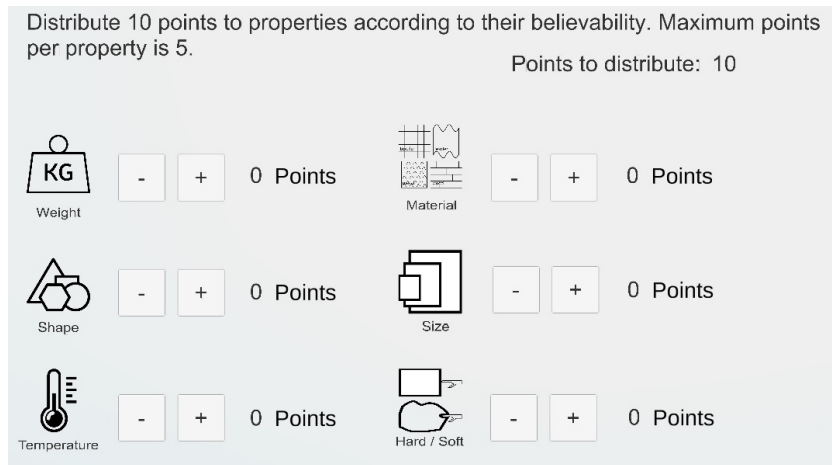 Distribute 10 points to properties according to their believability. Maximum points
per property is 5.
Points to distribute: 10
KG
Weight
- + 0 Points
Material
- + 0 Points
Shape
- + 0 Points
Size
- + 0 Points
Temperature
- + 0 Points
Hard / Soft
- + 0 Points